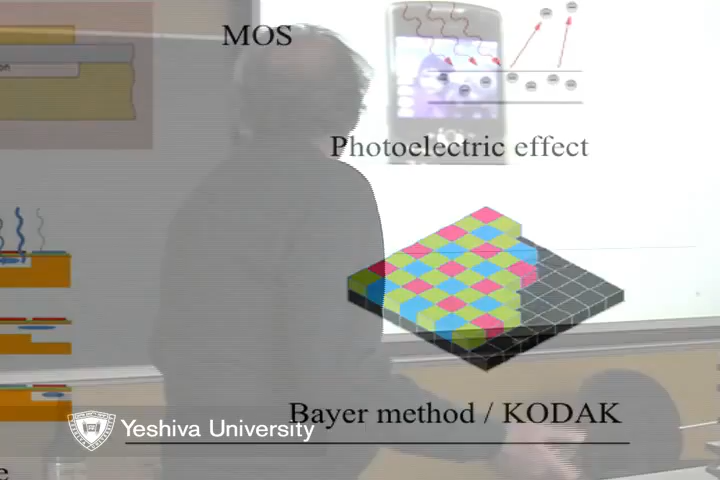 MOS
Photoelectric effect
Bayer method / KODAK
Yeshiva University